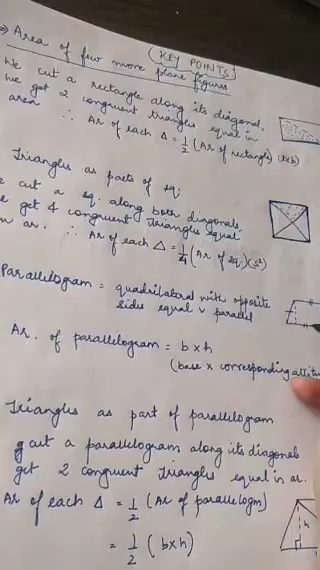 (KEY POINTS)
⇒ Area of few more plane figures
We cut a rectangle along its diagonal,
we got 2 congruent triangles equal in
area ∴ Ar of each Δ = 1/2 (Ar of rectangle) (l×b)
Triangles as parts of sq:
cut a sq. along both diagonals
e get 4 congruent triangles equal
n ar. ∴ Ar of each Δ = 1/4 (Ar of sq.) (s²)
Parallelogram = quadrilateral with opposite
sides equal & parallel
Ar. of parallelogram = b×h
(base × corresponding altitu
Triangles as part of parallelogram
cut a parallelogram along its diagonals
get 2 congruent triangles equal in ar.
Ar of each Δ = 1/2 (Ar of parallelogm)
= 1/2 (b×h)
h